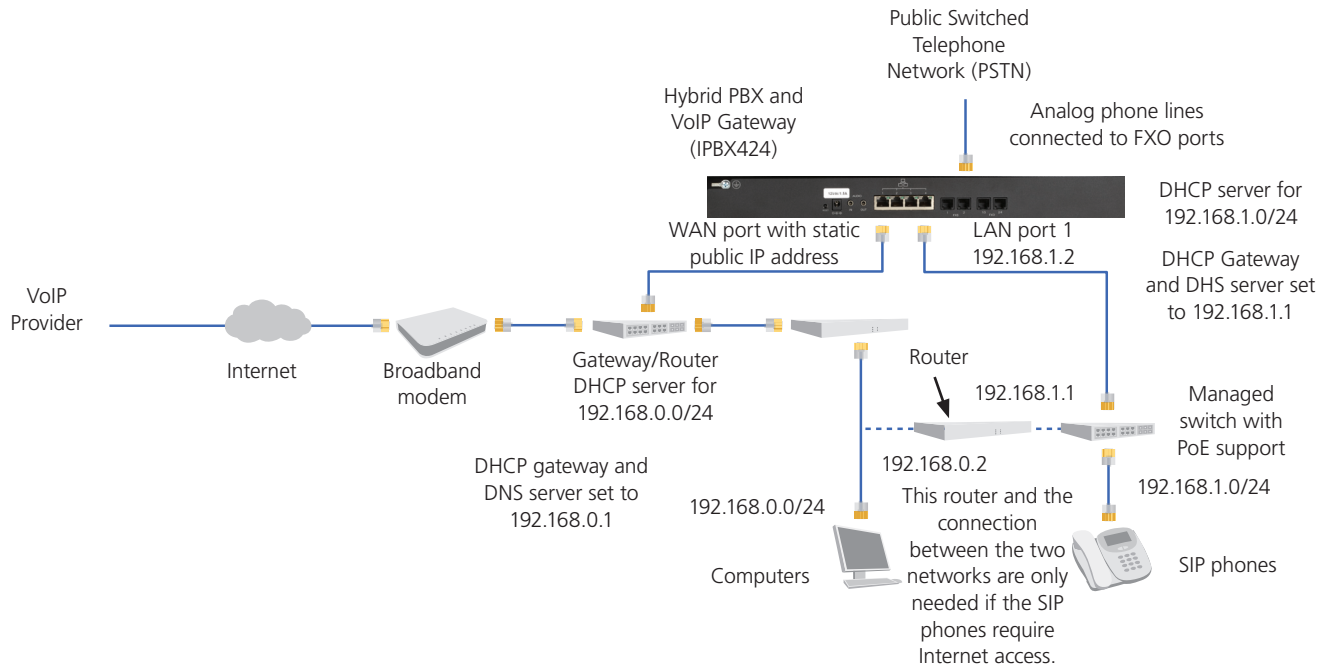 Public Switched
Telephone
Network (PSTN)
Hybrid PBX and
VoIP Gateway
(IPBX424)
Analog phone lines
connected to FXO ports
DHCP server for
192.168.1.0/24
WAN port with static
public IP address
LAN port 1
192.168.1.2
DHCP Gateway
and DHS server set
to 192.168.1.1
VoIP
Provider
Internet
Broadband
modem
Gateway/Router
DHCP server for
192.168.0.0/24
Router
192.168.1.1
Managed
switch with
PoE support
DHCP gateway and
DNS server set to
192.168.0.1
192.168.0.2
192.168.0.0/24
192.168.1.0/24
This router and the
connection
between the two
networks are only
needed if the SIP
phones require
Internet access.
Computers
SIP phones